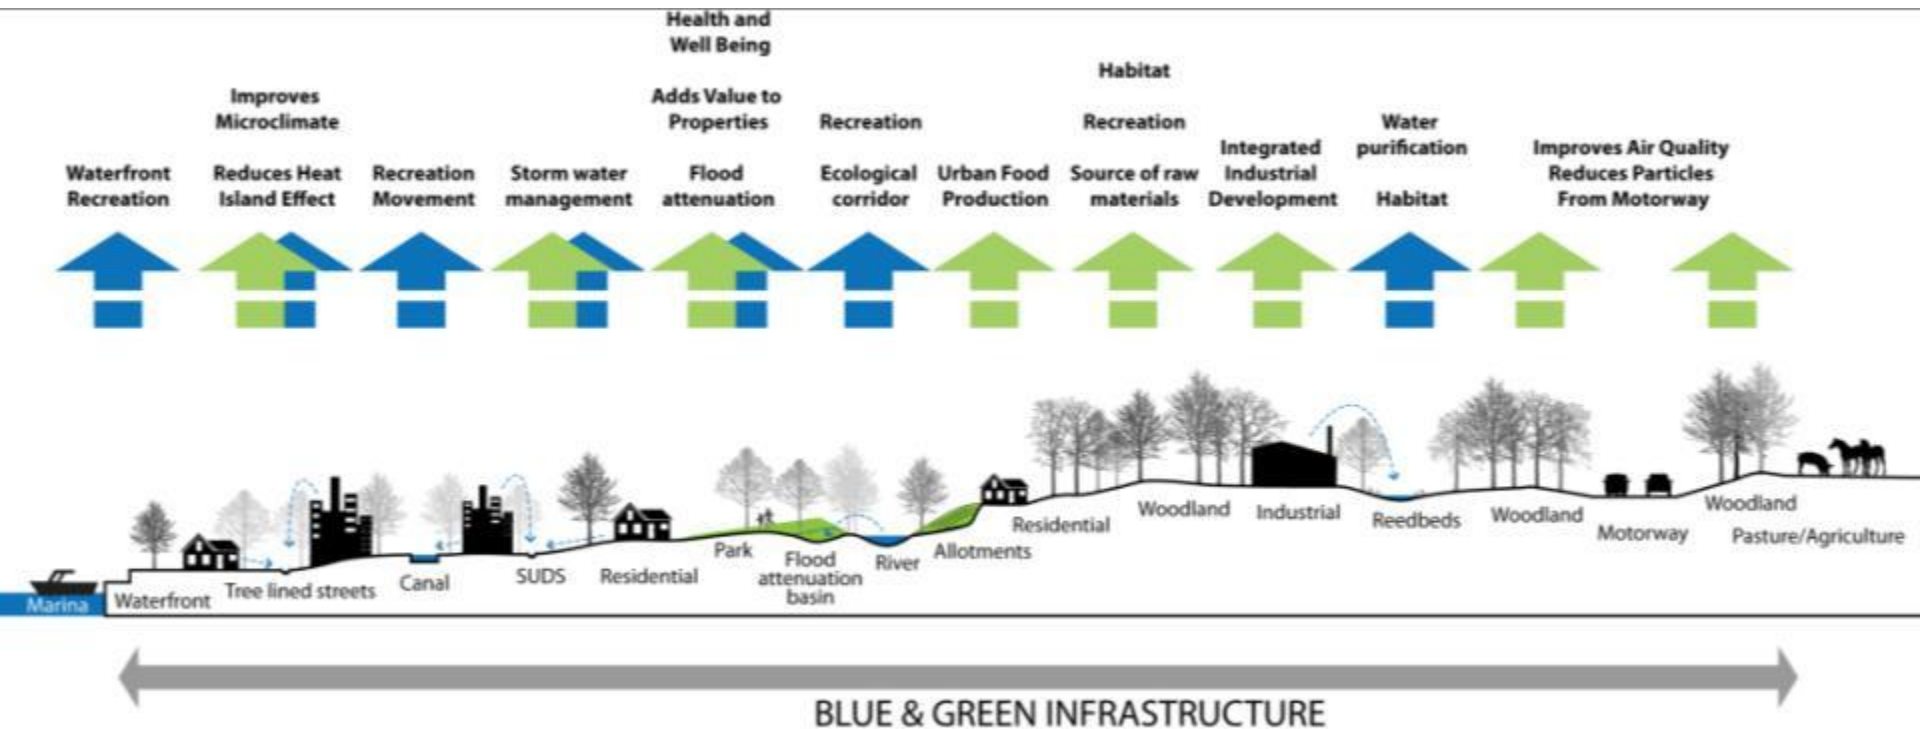 Health and
Well Being
Improves
Microclimate
Adds Value to
Properties
Recreation
Habitat
Recreation
Water
purification
Waterfront
Recreation
Reduces Heat
Island Effect
Recreation
Movement
Storm water
management
Flood
attenuation
Ecological
corridor
Urban Food
Production
Source of raw
materials
Integrated
Industrial
Development
Habitat
Improves Air Quality
Reduces Particles
From Motorway
Marina
Waterfront
Tree lined streets
Canal
SUDS
Residential
Park
Flood
attenuation
basin
River
Allotments
Residential
Woodland
Industrial
Reedbeds
Woodland
Motorway
Woodland
Pasture/Agriculture
BLUE & GREEN INFRASTRUCTURE